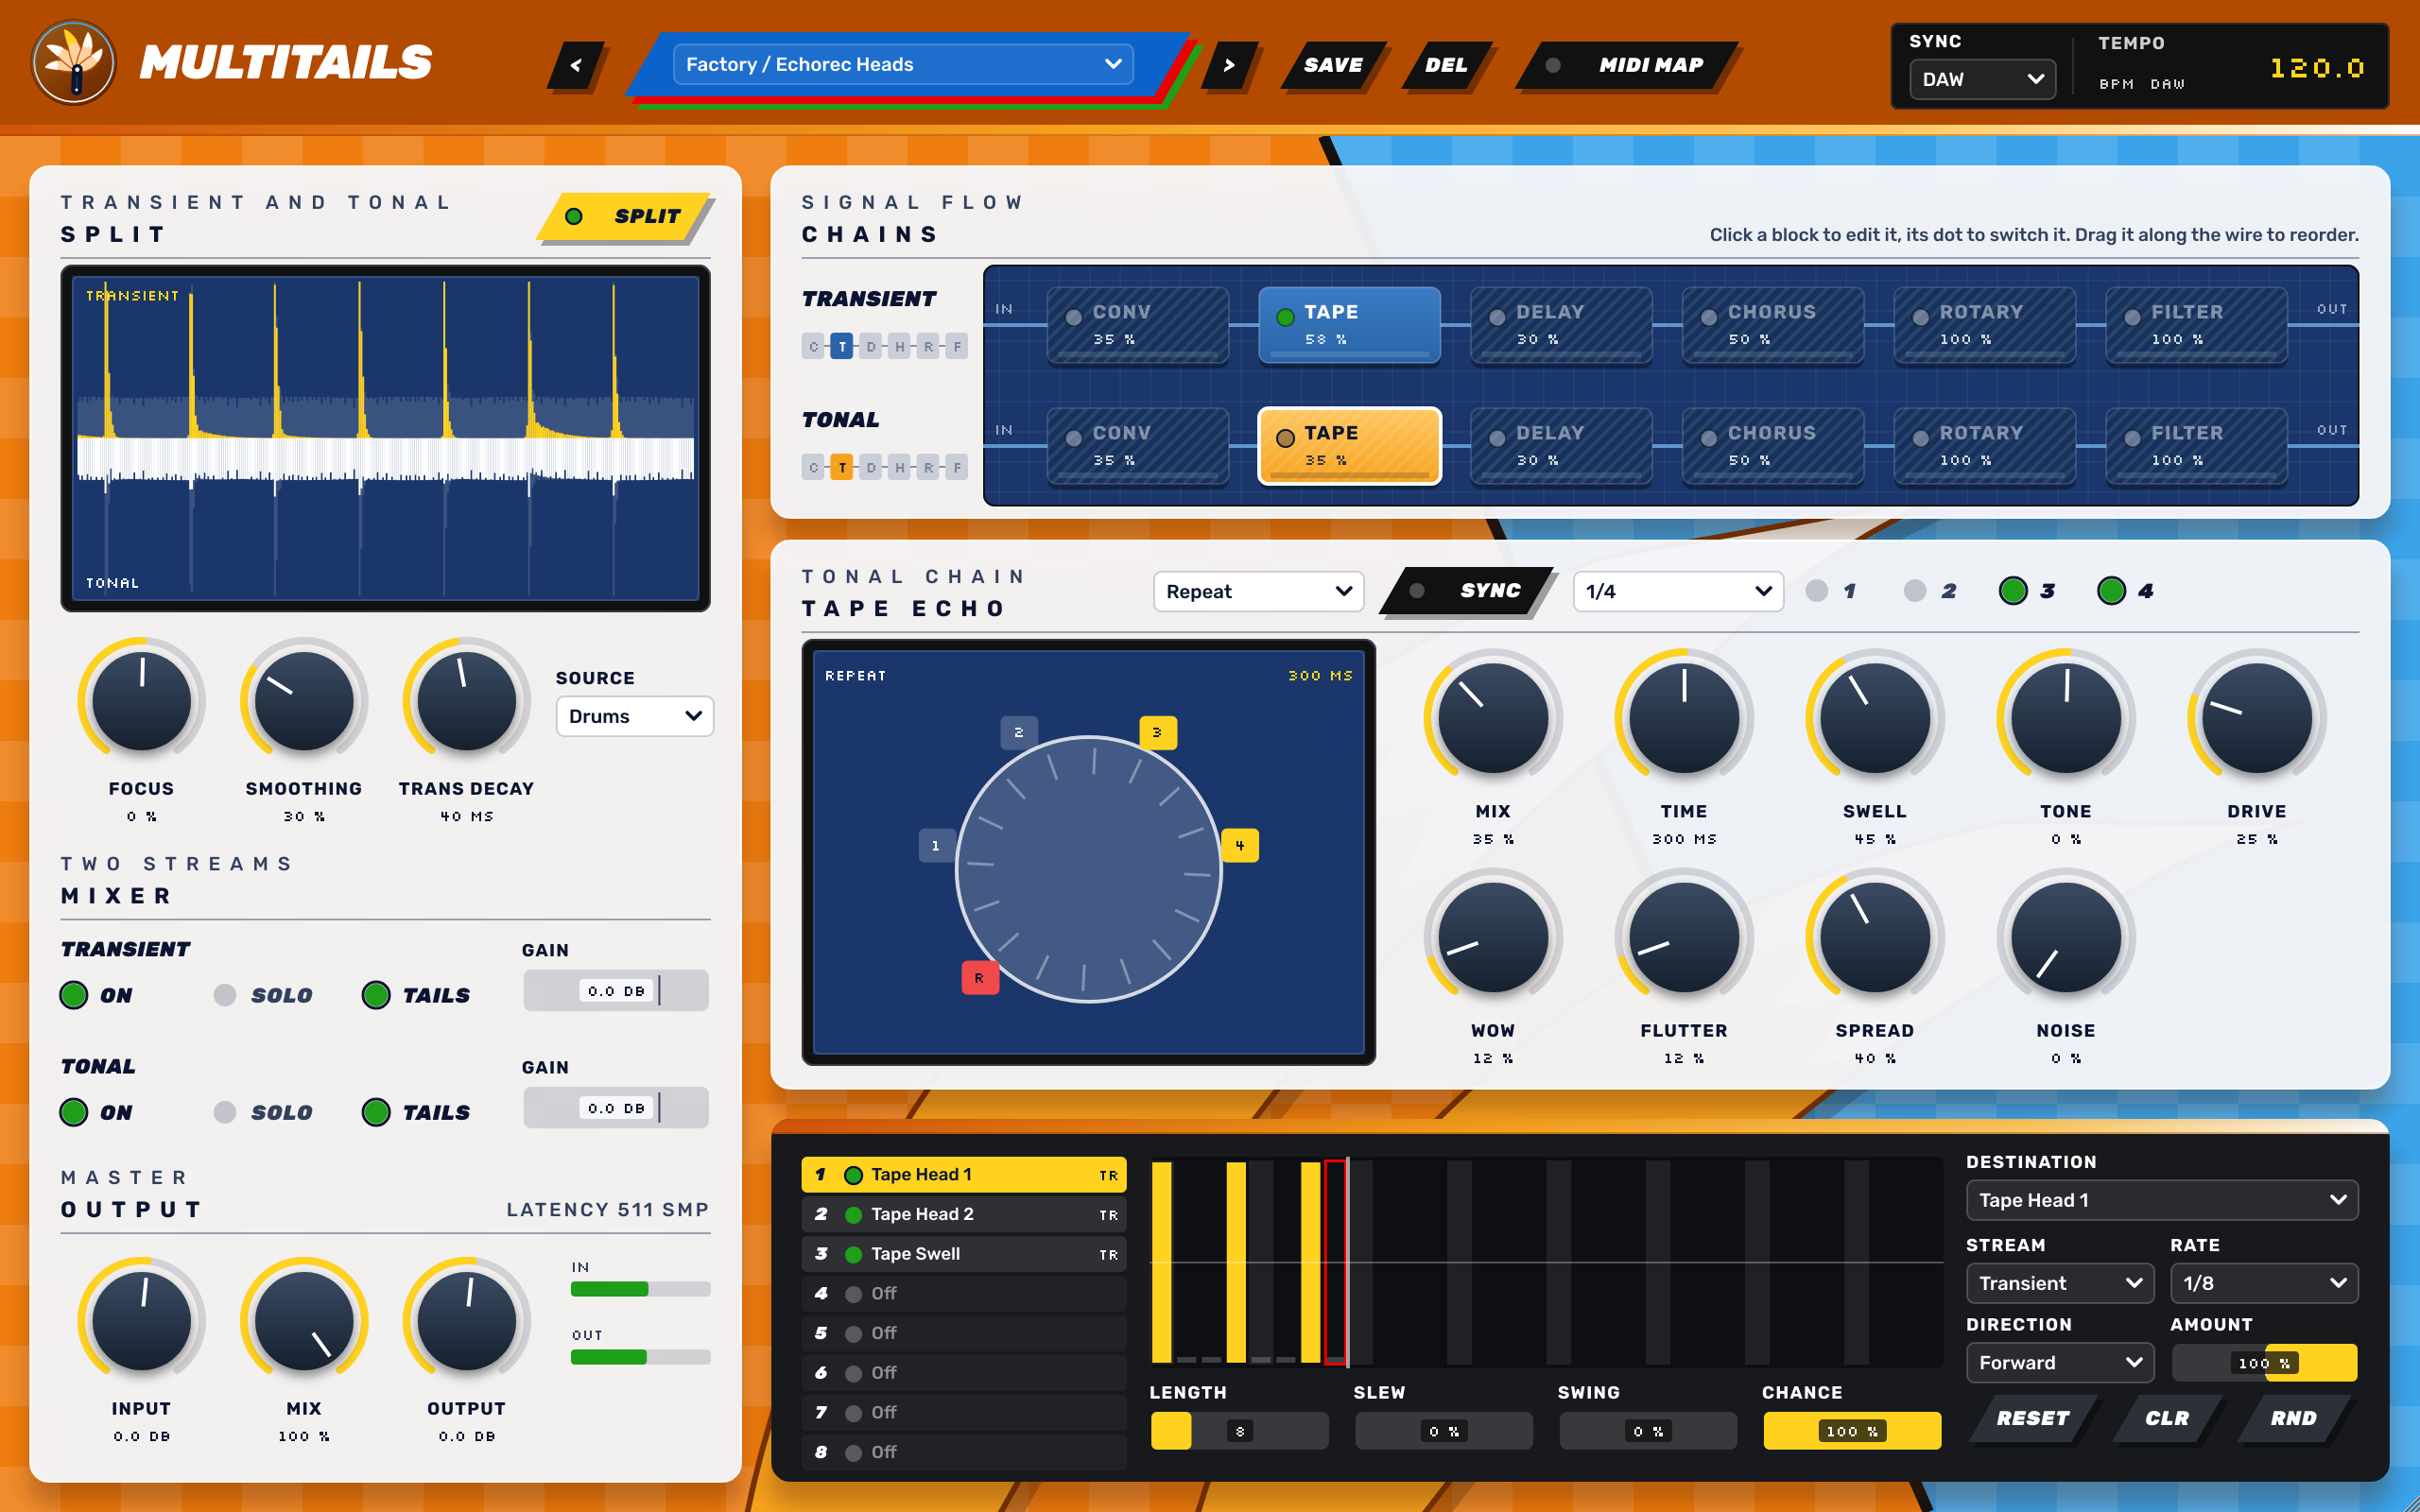 MULTITAILS
<
Factory / Echorec Heads
>
SAVE
DEL
MIDI MAP
SYNC
DAW
TEMPO
BPM DAW
120.0
TRANSIENT AND TONAL
SPLIT
SPLIT
TRANSIENT
TONAL
FOCUS
0 %
SMOOTHING
30 %
TRANS DECAY
40 MS
SOURCE
Drums
TWO STREAMS
MIXER
TRANSIENT
ON
SOLO
TAILS
GAIN
0.0 DB
TONAL
ON
SOLO
TAILS
GAIN
0.0 DB
MASTER
OUTPUT
LATENCY 511 SMP
INPUT
0.0 DB
MIX
100 %
OUTPUT
0.0 DB
IN
OUT
SIGNAL FLOW
CHAINS
Click a block to edit it, its dot to switch it. Drag it along the wire to reorder.
TRANSIENT
C T D H R F
IN
CONV
35 %
TAPE
58 %
DELAY
30 %
CHORUS
50 %
ROTARY
100 %
FILTER
100 %
OUT
TONAL
C T D H R F
IN
CONV
35 %
TAPE
35 %
DELAY
30 %
CHORUS
50 %
ROTARY
100 %
FILTER
100 %
OUT
TONAL CHAIN
TAPE ECHO
Repeat
SYNC
1/4
1
2
3
4
REPEAT
300 MS
2
3
1
4
R
MIX
35 %
TIME
300 MS
SWELL
45 %
TONE
0 %
DRIVE
25 %
WOW
12 %
FLUTTER
12 %
SPREAD
40 %
NOISE
0 %
1 Tape Head 1 TR
2 Tape Head 2 TR
3 Tape Swell TR
4 Off
5 Off
6 Off
7 Off
8 Off
LENGTH
8
SLEW
0 %
SWING
0 %
CHANCE
100 %
DESTINATION
Tape Head 1
STREAM
Transient
RATE
1/8
DIRECTION
Forward
AMOUNT
100 %
RESET
CLR
RND